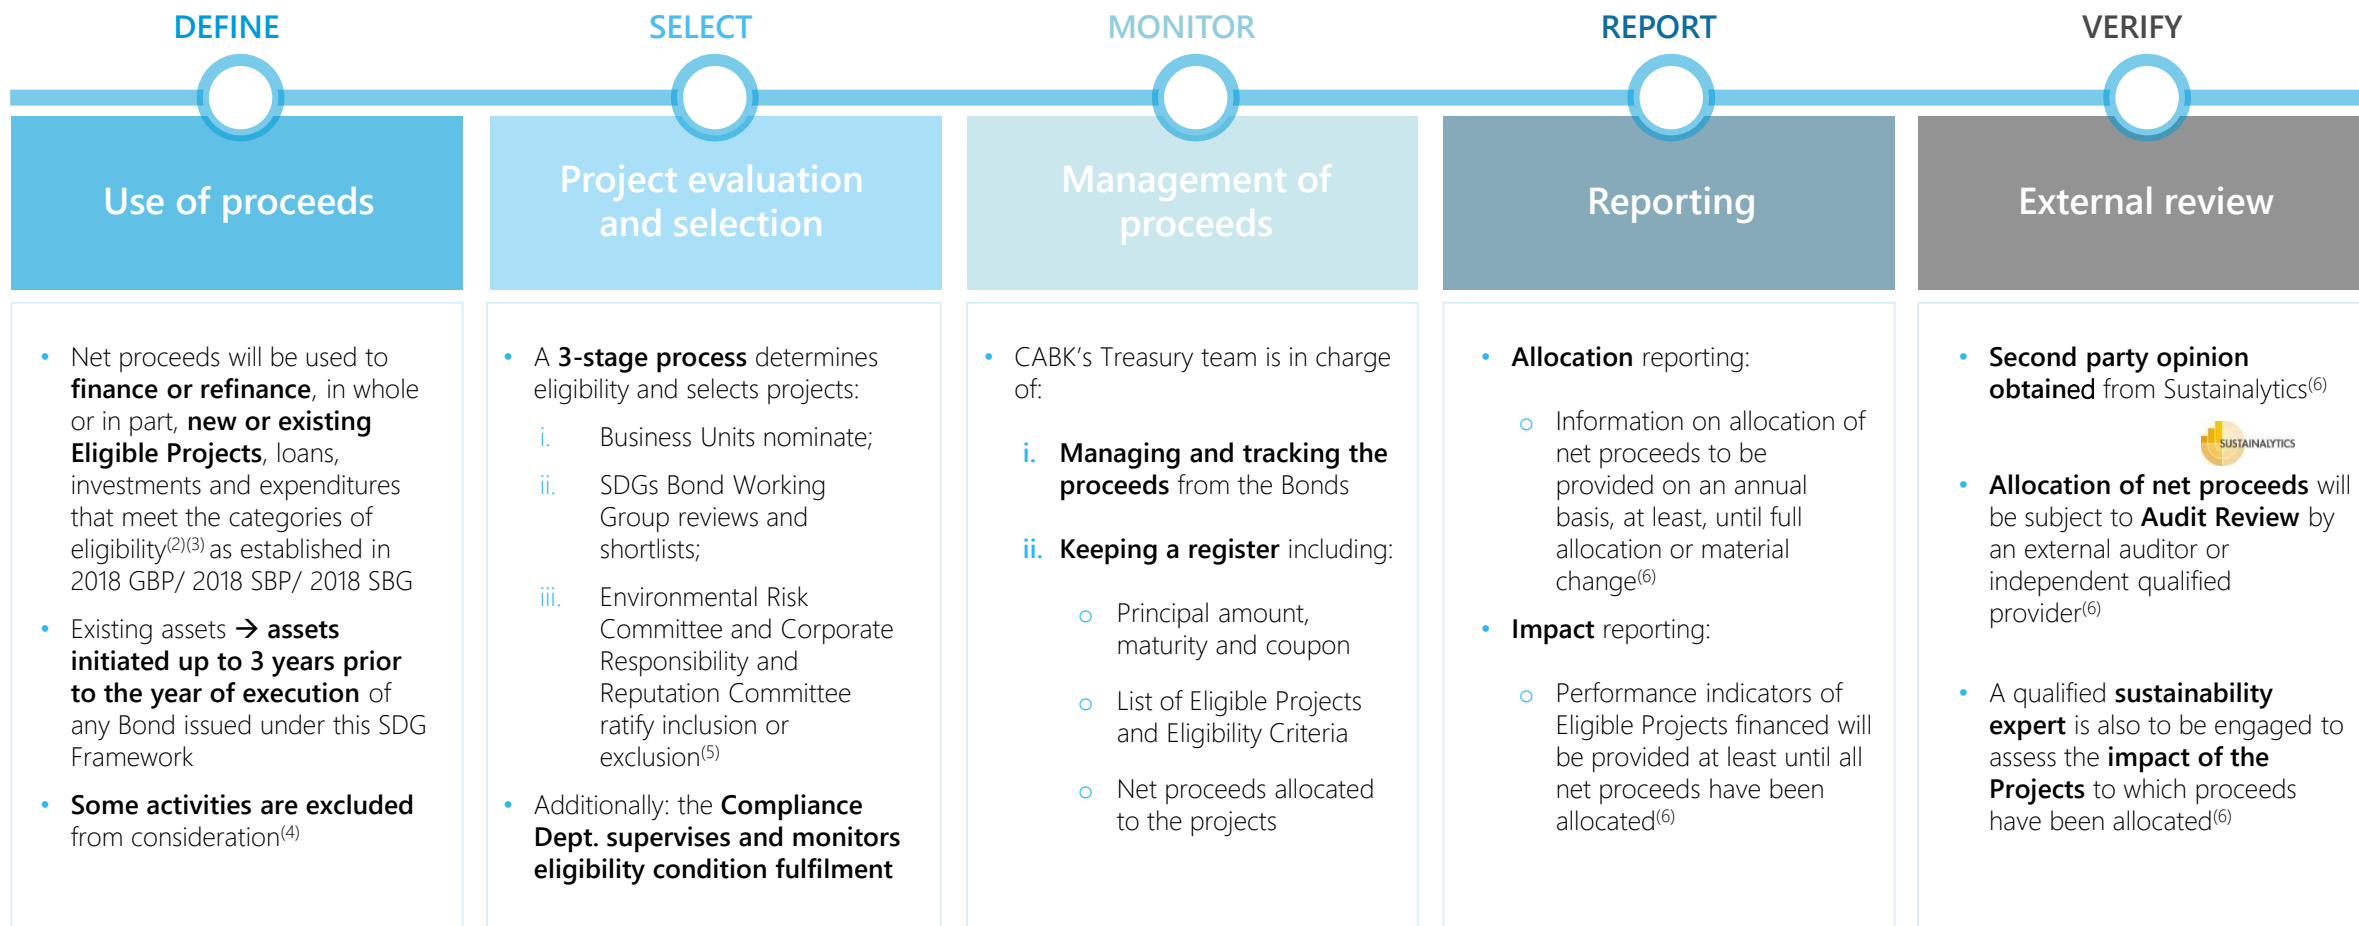 DEFINE
SELECT
MONITOR
REPORT
VERIFY
Use of proceeds
Project evaluation
and selection
Management of
proceeds
Reporting
External review
• Net proceeds will be used to
finance or refinance, in whole
or in part, new or existing
Eligible Projects, loans,
investments and expenditures
that meet the categories of
eligibility(2)(3) as established in
2018 GBP/ 2018 SBP/ 2018 SBG
• Existing assets → assets
initiated up to 3 years prior
to the year of execution of
any Bond issued under this SDG
Framework
• Some activities are excluded
from consideration(4)
• A 3-stage process determines
eligibility and selects projects:
i. Business Units nominate;
ii. SDGs Bond Working
Group reviews and
shortlists;
iii. Environmental Risk
Committee and Corporate
Responsibility and
Reputation Committee
ratify inclusion or
exclusion(5)
• Additionally: the Compliance
Dept. supervises and monitors
eligibility condition fulfilment
• CABK's Treasury team is in charge
of:
i. Managing and tracking the
proceeds from the Bonds
ii. Keeping a register including:
o Principal amount,
maturity and coupon
o List of Eligible Projects
and Eligibility Criteria
o Net proceeds allocated
to the projects
• Allocation reporting:
o Information on allocation of
net proceeds to be
provided on an annual
basis, at least, until full
allocation or material
change(6)
• Impact reporting:
o Performance indicators of
Eligible Projects financed will
be provided at least until all
net proceeds have been
allocated(6)
• Second party opinion
obtained from Sustainalytics(6)
SUSTAINALYTICS
• Allocation of net proceeds will
be subject to Audit Review by
an external auditor or
independent qualified
provider(6)
• A qualified sustainability
expert is also to be engaged to
assess the impact of the
Projects to which proceeds
have been allocated(6)